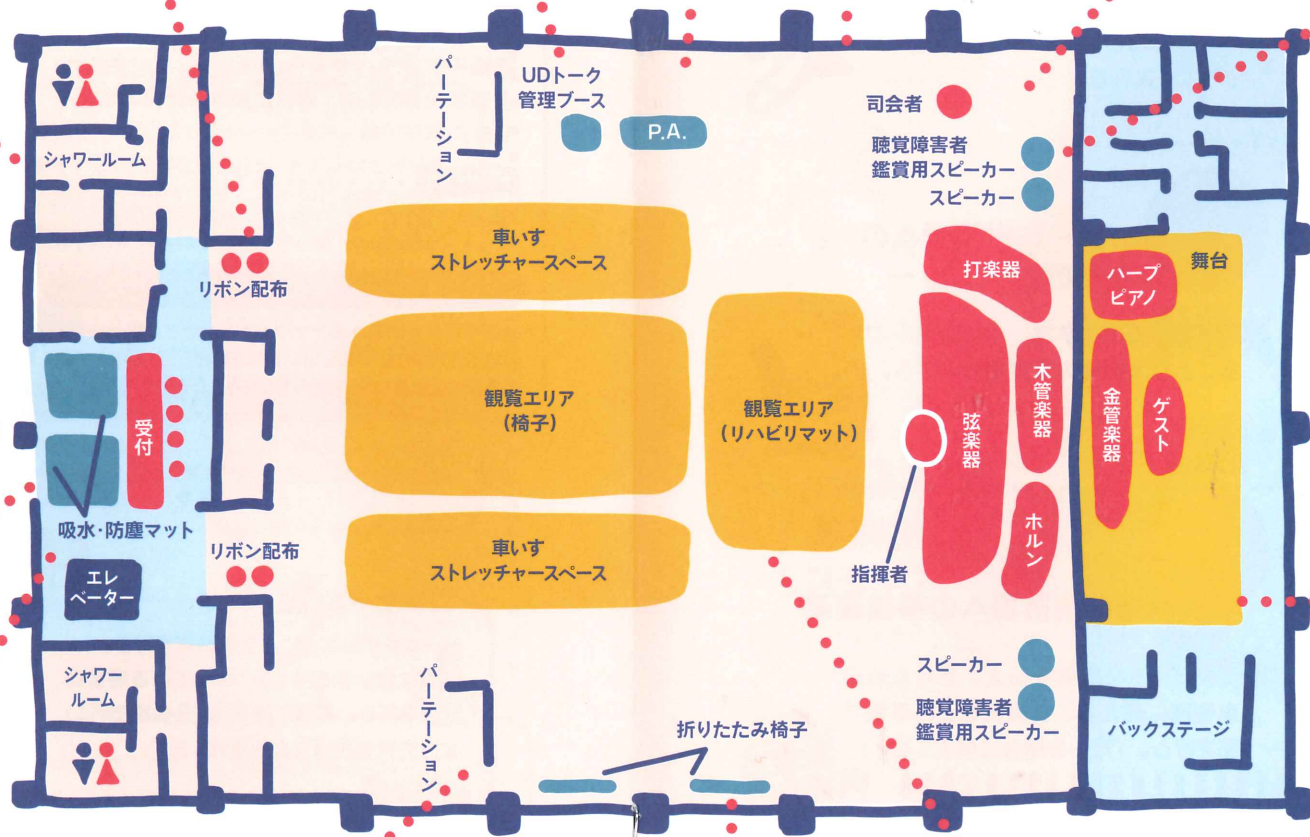 パーテーション
UDトーク
管理ブース
P.A.
司会者
聴覚障害者
鑑賞用スピーカー
スピーカー
シャワールーム
車いす
ストレッチャースペース
打楽器
ハープ
ピアノ
舞台
リボン配布
観覧エリア
(椅子)
観覧エリア
(リハビリマット)
弦楽器
木管楽器
金管楽器
ゲスト
受付
吸水・防塵マット
リボン配布
エレ
ベーター
車いす
ストレッチャースペース
指揮者
ホルン
シャワー
ルーム
パーテーション
スピーカー
聴覚障害者
鑑賞用スピーカー
折りたたみ椅子
バックステージ